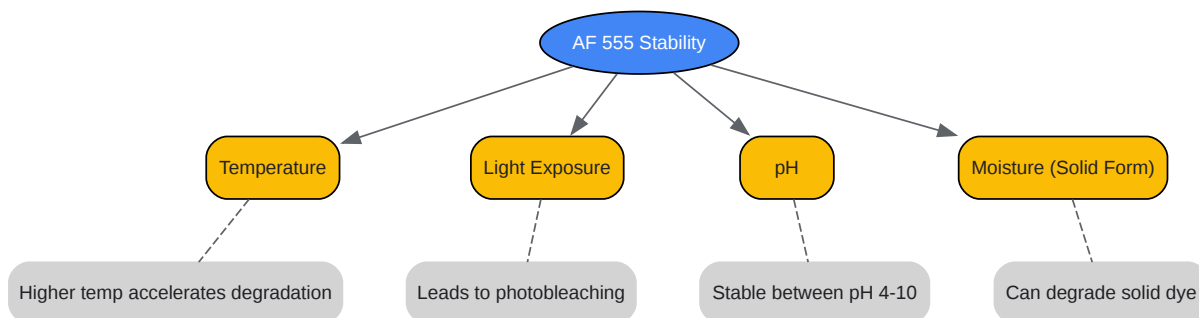 AF 555 Stability
Temperature
Light Exposure
pH
Moisture (Solid Form)
Higher temp accelerates degradation
Leads to photobleaching
Stable between pH 4-10
Can degrade solid dye